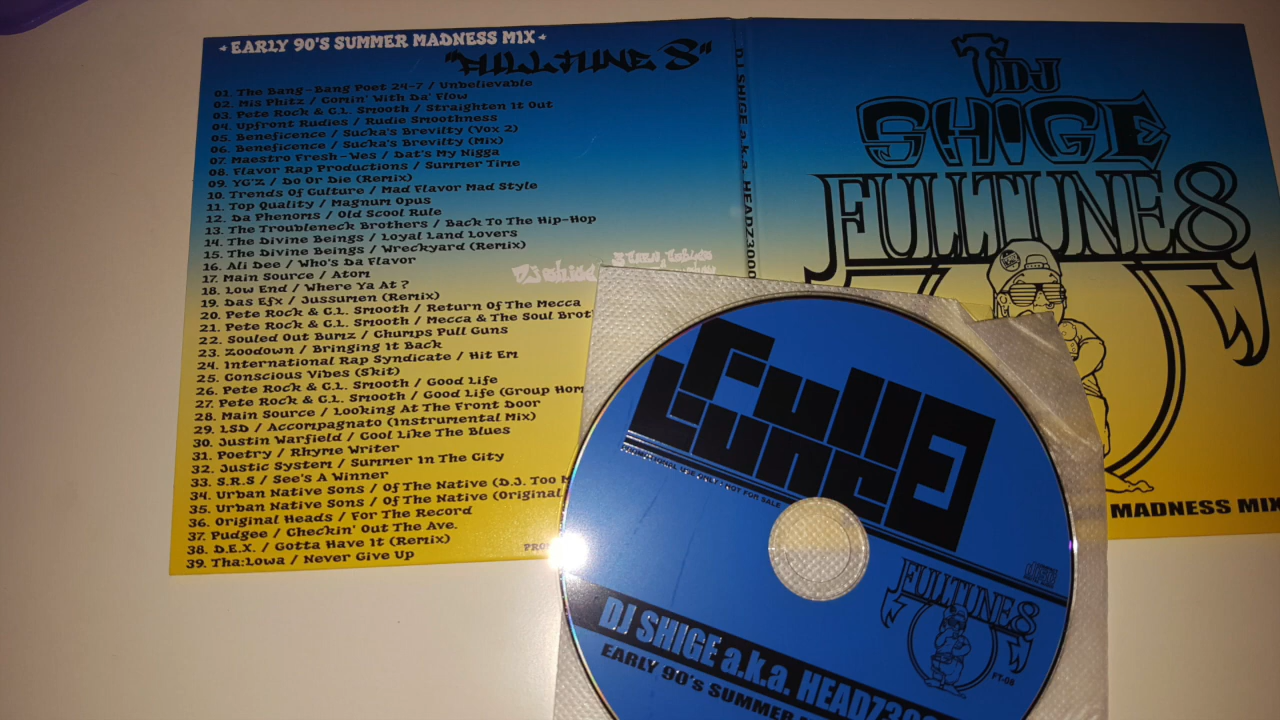 EARLY 90'S SUMMER MADNESS MIX
"FULLTUNE 8"
01. The Bang-Bang Poet 24-7 / Unbelievable
02. Mis Phitz / Comin' With Da' Flow
03. Pete Rock & C.L. Smooth / Straighten It Out
04. Upfront Rudies / Rudie Smoothness
05. Beneficence / Sucka's Brevilty (Vox 2)
06. Beneficence / Sucka's Brevilty (Mix)
07. Maestro Fresh-Wes / Dat's My Nigga
08. Flavor Rap Productions / Summer Time
09. YG'Z / Do Or Die (Remix)
10. Trends Of Culture / Mad Flavor Mad Style
11. Top Quality / Magnum Opus
12. Da Phenoms / Old Scool Rule
13. The Troubleneck Brothers / Back To The Hip-Hop
14. The Divine Beings / Loyal Land Lovers
15. The Divine Beings / Wreckyard (Remix)
16. Ali Dee / Who's Da Flavor
17. Main Source / Atom
18. Low End / Where Ya At ?
19. Das Efx / Jussumen (Remix)
20. Pete Rock & C.L. Smooth / Return Of The Mecca
21. Pete Rock & C.L. Smooth / Mecca & The Soul Brot
22. Souled Out Bumz / Chumps Pull Guns
23. Zoodown / Bringing It Back
24. International Rap Syndicate / Hit Em
25. Conscious Vibes (Skit)
26. Pete Rock & C.L. Smooth / Good Life
27. Pete Rock & C.L. Smooth / Good Life (Group Hom
28. Main Source / Looking At The Front Door
29. LSD / Accompagnato (Instrumental Mix)
30. Justin Warfield / Cool Like The Blues
31. Poetry / Rhyme Writer
32. Justic System / Summer In The City
33. S.R.S / See's A Winner
34. Urban Native Sons / Of The Native (D.J. Too M
35. Urban Native Sons / Of The Native (Original
36. Original Heads / For The Record
37. Pudgee / Checkin' Out The Ave.
38. D.E.X. / Gotta Have It (Remix)
39. Tha:Lowa / Never Give Up
PRO
DJ SHIGE a.k.a. HEADZ3000
DJ
SHIGE
FULLTUNE 8
MADNESS MIX
Full
Tune 8
PROMOTIONAL USE ONLY : NOT FOR SALE
FULLTUNE 8
FT-08
DJ SHIGE a.k.a. HEADZ300
EARLY 90's SUMMER